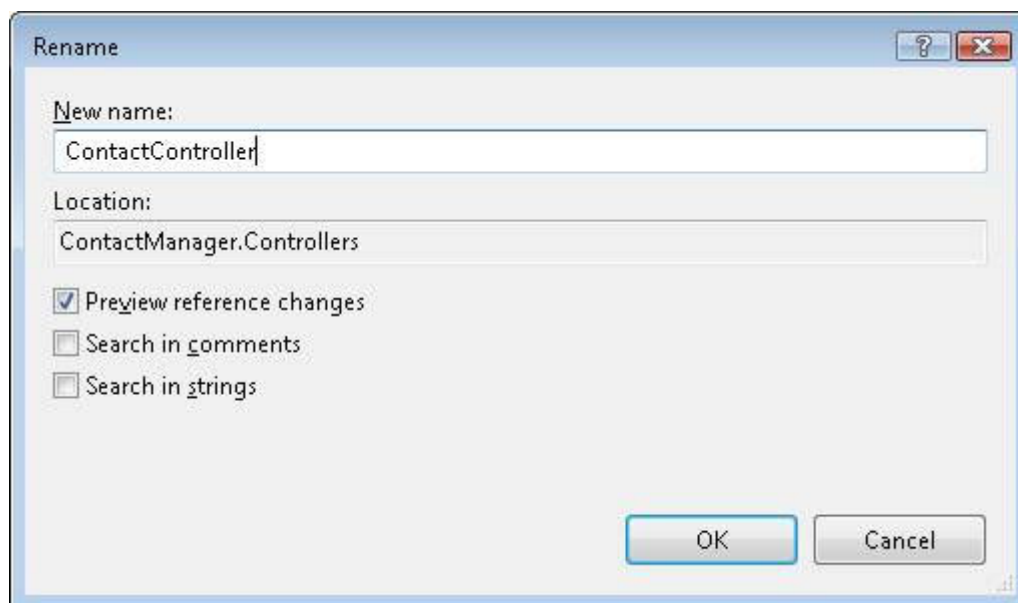 Rename
New name:
ContactController
Location:
ContactManager.Controllers
Preview reference changes
Search in comments
Search in strings
OK Cancel